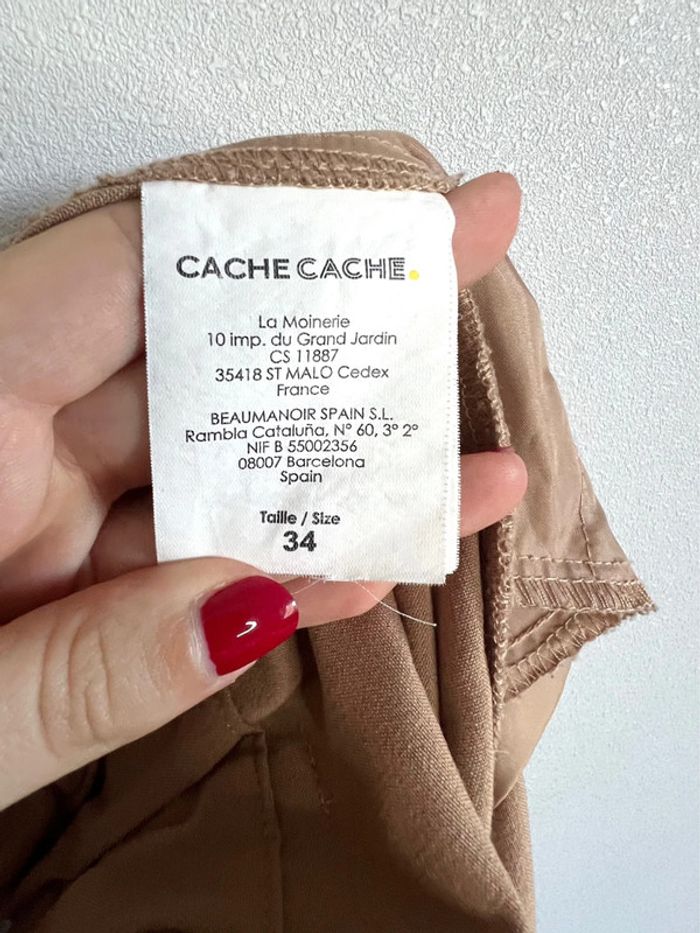 CACHE CACHE.
La Moinerie
10 imp. du Grand Jardin
CS 11887
35418 ST MALO Cedex
France
BEAUMANOIR SPAIN S.L.
Rambla Cataluña, N° 60, 3° 2°
NIF B 55002356
08007 Barcelona
Spain
Taille / Size
34